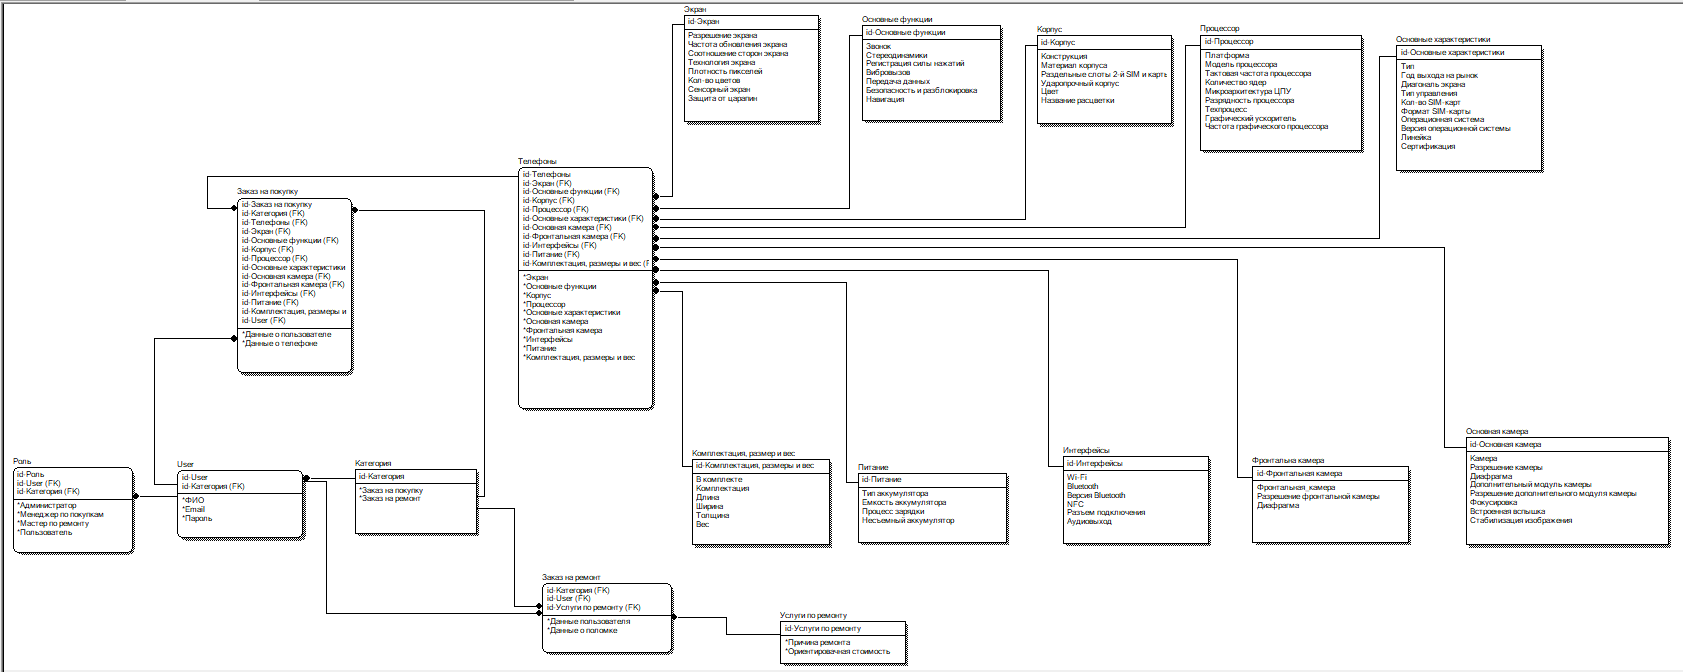 Экран
id-Экран
Разрешение экрана
Частота обновления экрана
Соотношение сторон экрана
Технология экрана
Плотность пикселей
Кол-во цветов
Сенсорный экран
Защита от царапин
Основные функции
id-Основные функции
Звонок
Стереодинамики
Регистрация силы нажатий
Вибровызов
Передача данных
Безопасность и разблокировка
Навигация
Корпус
id-Корпус
Конструкция
Материал корпуса
Раздельные слоты 2-й SIM и карть
Ударопрочный корпус
Цвет
Название расцветки
Процессор
id-Процессор
Платформа
Модель процессора
Тактовая частота процессора
Количество ядер
Микроархитектура ЦПУ
Разрядность процессора
Техпроцесс
Графический ускоритель
Частота графического процессора
Основные характеристики
id-Основные характеристики
Тип
Год выхода на рынок
Диагональ экрана
Тип управления
Кол-во SIM-карт
Формат SIM-карты
Операционная система
Версия операционной системы
Линейка
Сертификация
Телефоны
id-Телефоны
id-Экран (FK)
id-Основные функции (FK)
id-Корпус (FK)
id-Процессор (FK)
id-Основные характеристики (FK)
id-Основная камера (FK)
id-Фронтальная камера (FK)
id-Интерфейсы (FK)
id-Питание (FK)
id-Комплектация, размеры и вес (F
*Экран
*Основные функции
*Корпус
*Процессор
*Основные характеристики
*Основная камера
*Фронтальная камера
*Интерфейсы
*Питание
*Комплектация, размеры и вес
Заказ на покупку
id-Заказ на покупку
id-Категория (FK)
id-Телефоны (FK)
id-Экран (FK)
id-Основные функции (FK)
id-Корпус (FK)
id-Процессор (FK)
id-Основные характеристики
id-Основная камера (FK)
id-Фронтальная камера (FK)
id-Интерфейсы (FK)
id-Питание (FK)
id-Комплектация, размеры и
id-User (FK)
*Данные о пользователе
*Данные о телефоне
Роль
id-Роль
id-User (FK)
id-Категория (FK)
*Администратор
*Менеджер по покупкам
*Мастер по ремонту
*Пользователь
User
id-User
id-Категория (FK)
*ФИО
*Email
*Пароль
Категория
id-Категория
*Заказ на покупку
*Заказ на ремонт
Комплектация, размер и вес
id-Комплектация, размеры и вес
В комплекте
Комплектация
Длина
Ширина
Толщина
Вес
Питание
id-Питание
Тип аккумулятора
Емкость аккумулятора
Процесс зарядки
Несъемный аккумулятор
Интерфейсы
id-Интерфейсы
Wi-Fi
Bluetooth
Версия Bluetooth
NFC
Разъем подключения
Аудиовыход
Фронтальна камера
id-Фронтальная камера
Фронтальная_камера
Разрешение фронтальной камеры
Диафрагма
Основная камера
id-Основная камера
Камера
Разрешение камеры
Диафрагма
Дополнительный модуль камеры
Разрешение дополнительного модуля камеры
Фокусировка
Встроенная вспышка
Стабилизация изображения
Заказ на ремонт
id-Категория (FK)
id-User (FK)
id-Услуги по ремонту (FK)
*Данные пользователя
*Данные о поломке
Услуги по ремонту
id-Услуги по ремонту
*Причина ремонта
*Ориентировачная стоимость